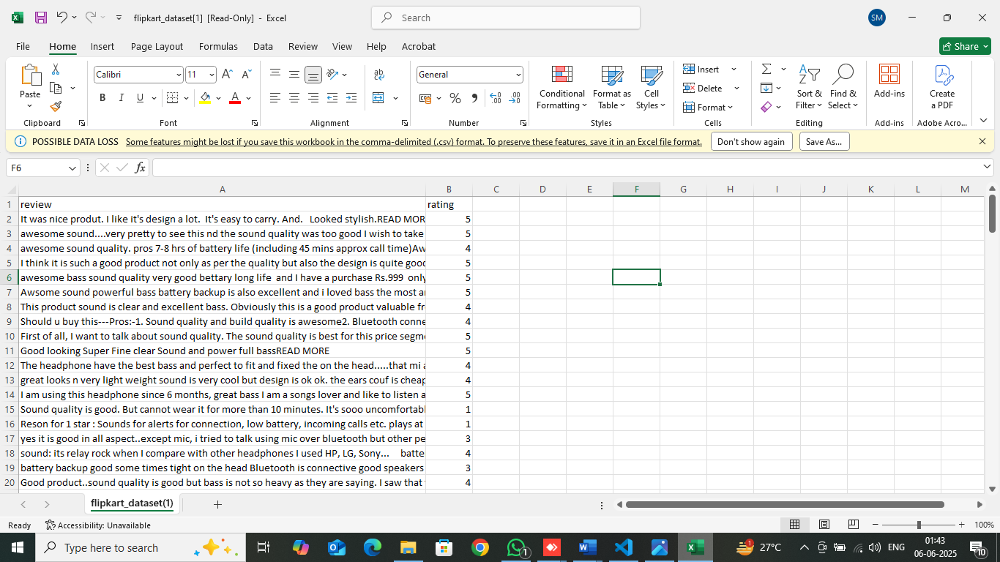 flipkart_dataset[1] [Read-Only] - Excel
Search
SM
File Home Insert Page Layout Formulas Data Review View Help Acrobat
Share
Paste
Calibri 11
B I U
General
Conditional Formatting
Format as Table
Cell Styles
Insert
Delete
Format
Sort & Filter
Find & Select
Add-ins
Create a PDF
Clipboard Font Alignment Number Styles Cells Editing Add-ins Adobe Acro...
POSSIBLE DATA LOSS Some features might be lost if you save this workbook in the comma-delimited (.csv) format. To preserve these features, save it in an Excel file format. Don't show again Save As...
F6 fx
A B C D E F G H I J K L M
1 review rating
2 It was nice produt. I like it's design a lot. It's easy to carry. And. Looked stylish.READ MOR 5
3 awesome sound....very pretty to see this nd the sound quality was too good I wish to take 5
4 awesome sound quality. pros 7-8 hrs of battery life (including 45 mins approx call time)Aw 4
5 I think it is such a good product not only as per the quality but also the design is quite good 5
6 awesome bass sound quality very good bettary long life and I have a purchase Rs.999 only 5
7 Awsome sound powerful bass battery backup is also excellent and i loved bass the most a 5
8 This product sound is clear and excellent bass. Obviously this is a good product valuable fr 4
9 Should u buy this---Pros:-1. Sound quality and build quality is awesome2. Bluetooth conne 4
10 First of all, I want to talk about sound quality. The sound quality is best for this price segm 5
11 Good looking Super Fine clear Sound and power full bassREAD MORE 5
12 The headphone have the best bass and perfect to fit and fixed the on the head.....that mi a 4
13 great looks n very light weight sound is very cool but design is ok ok. the ears couf is cheap 4
14 I am using this headphone since 6 months, great bass I am a songs lover and like to listen a 5
15 Sound quality is good. But cannot wear it for more than 10 minutes. It's sooo uncomfortabl 1
16 Reson for 1 star : Sounds for alerts for connection, low battery, incoming calls etc. plays at 1
17 yes it is good in all aspect..except mic, i tried to talk using mic over bluetooth but other pe 3
18 sound: its relay rock when I compare with other headphones I used HP, LG, Sony... batte 4
19 battery backup good some times tight on the head Bluetooth is connective good speakers 3
20 Good product..sound quality is good but bass is not so heavy as they are saying. I saw that 4
flipkart_dataset(1)
Ready Accessibility: Unavailable 100%
Type here to search
1
1
27°C ENG
01:43
06-06-2025
10